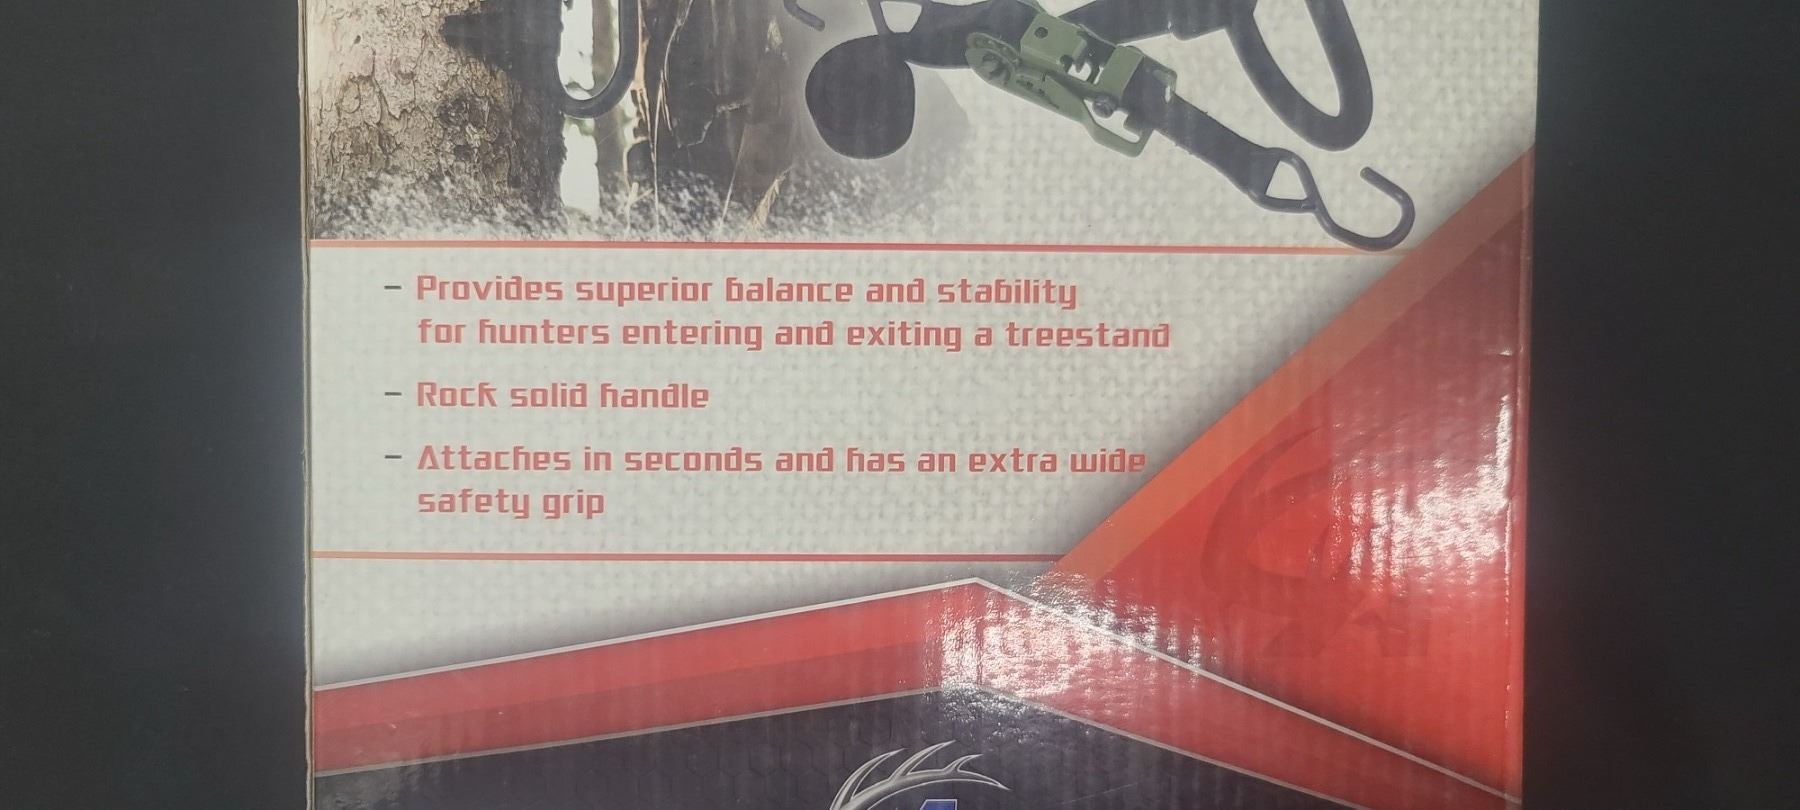 - Provides superior balance and stability
for hunters entering and exiting a treestand
- Rock solid handle
- Attaches in seconds and has an extra wide
safety grip